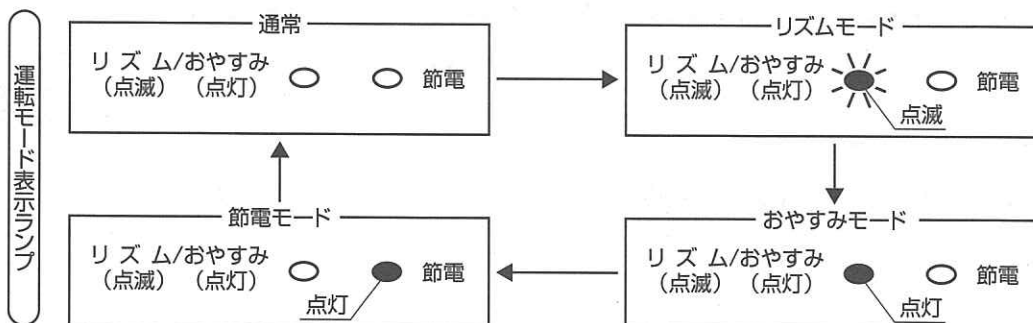 運転モード表示ランプ
通常
リズム/おやすみ 節電
(点滅) (点灯)
リズムモード
リズム/おやすみ 節電
(点滅) (点灯)
点滅
節電モード
リズム/おやすみ 節電
(点滅) (点灯)
点灯
おやすみモード
リズム/おやすみ 節電
(点滅) (点灯)
点灯